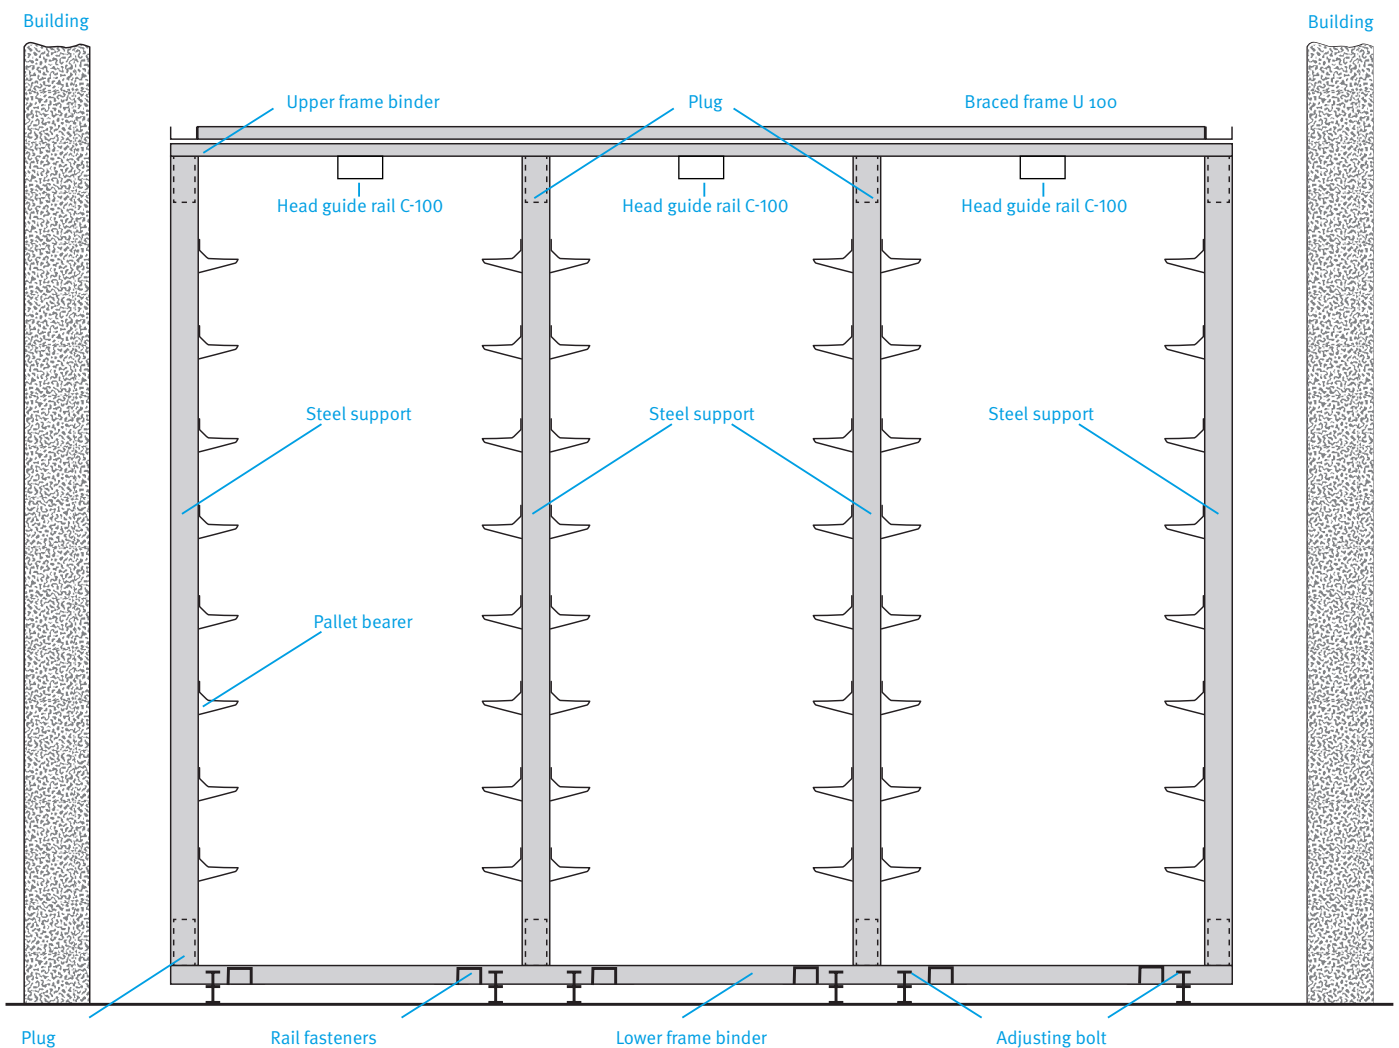 Building
Building
Upper frame binder
Plug
Braced frame U 100
Head guide rail C-100
Head guide rail C-100
Head guide rail C-100
Steel support
Steel support
Steel support
Pallet bearer
Plug
Rail fasteners
Lower frame binder
Adjusting bolt